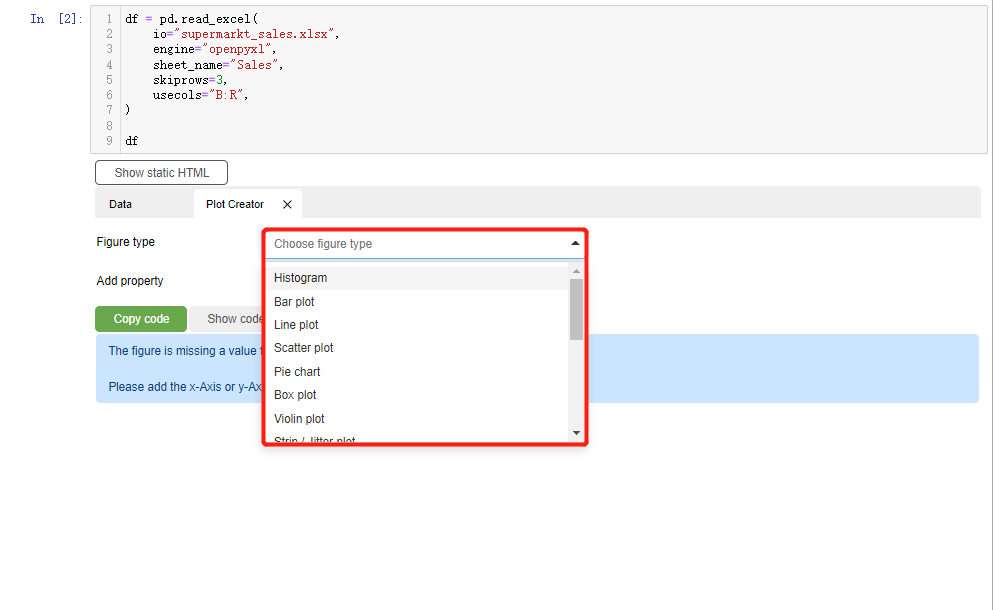 In [2]:
1 df = pd.read_excel(
2 io="supermarkt_sales.xlsx",
3 engine="openpyxl",
4 sheet_name="Sales",
5 skiprows=3,
6 usecols="B:R",
7 )
8
9 df
Show static HTML
Data Plot Creator ✕
Figure type Choose figure type
Histogram
Add property
Bar plot
Copy code Show code
Line plot
Scatter plot
The figure is missing a value
Pie chart
Please add the x-Axis or y-Ax
Box plot
Violin plot
Strip / Jitter plot